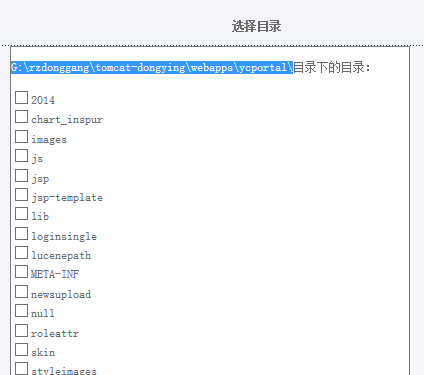 选择目录
G:\rzdonggang\tomcat-dongying\webapps\ycportal\目录下的目录：
2014
chart_inspur
images
js
jsp
jsp-template
lib
loginsingle
lucenepath
META-INF
newsupload
null
roleattr
skin
styleimages